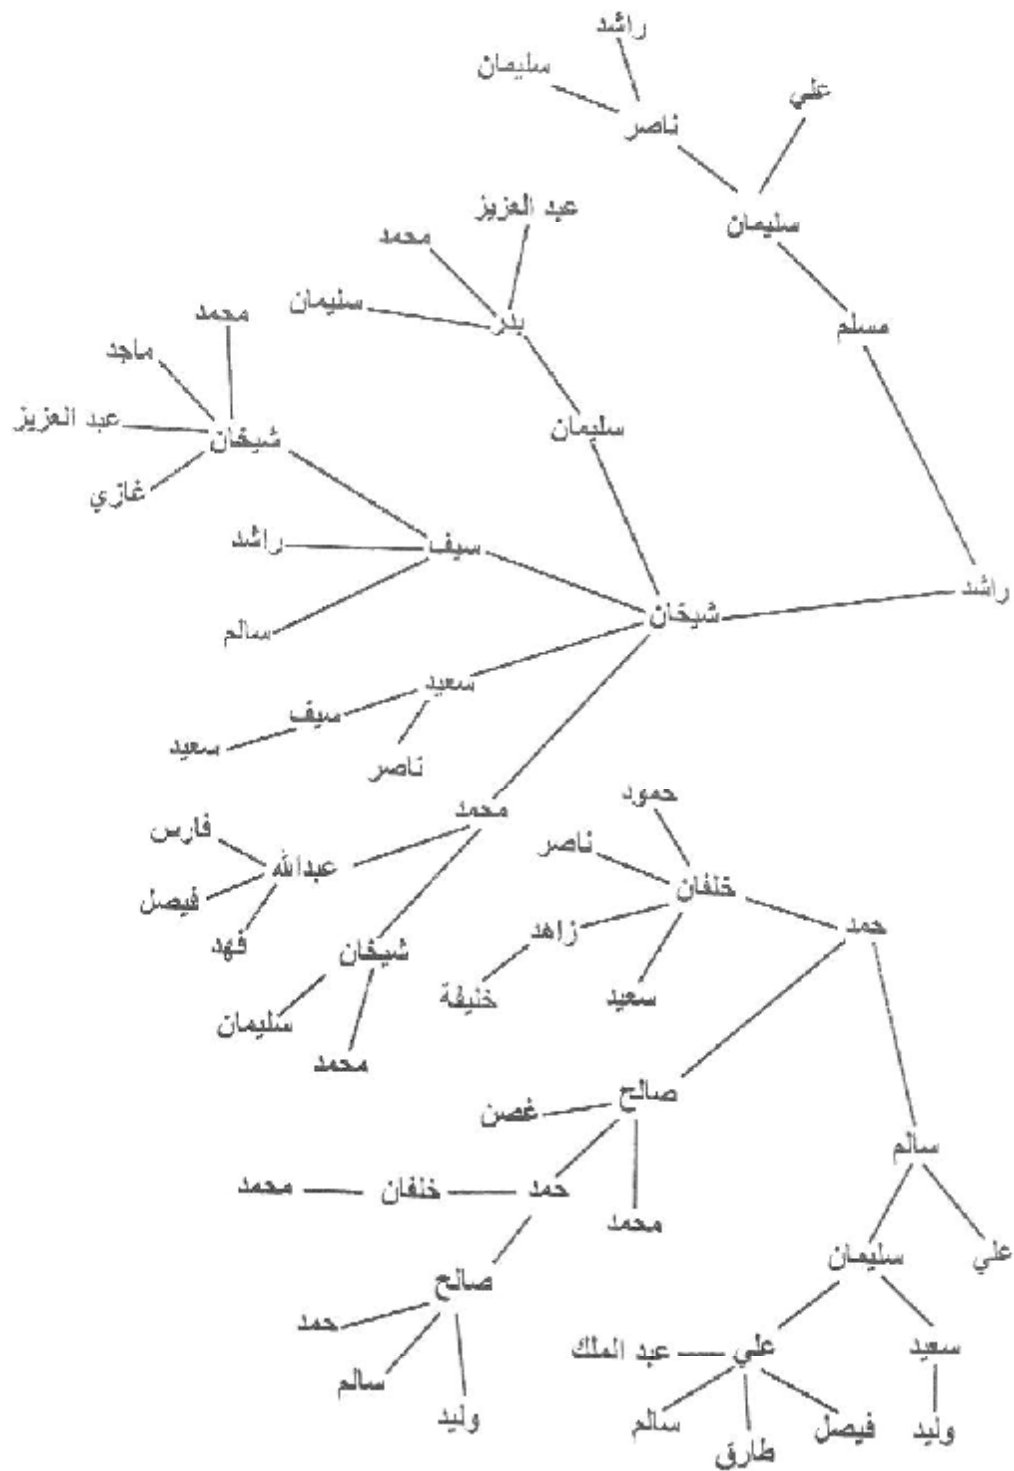 راشد
سليمان
علي
ناصر
عبد العزيز
سليمان
محمد
سليمان
محمد
بدر
مسلم
ماجد
عبد العزيز
سليمان
شيخان
غازي
راشد
سيف
راشد
شيخان
سالم
سعيد
سيف
سعيد
ناصر
حمود
محمد
فارس
ناصر
عبدالله
خلفان
فيصل
حمد
زاهد
فهد
شيخان
خليفة
سعيد
سليمان
محمد
صالح
غصن
سالم
محمد
خلفان
حمد
محمد
سليمان
علي
صالح
حمد
عبد الملك
علي
سعيد
سالم
وليد
سالم
فيصل
وليد
طارق